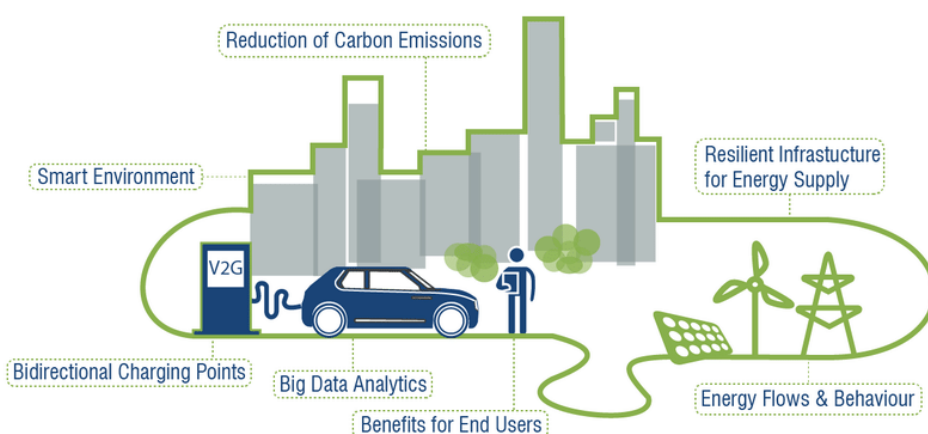 Reduction of Carbon Emissions
Smart Environment
Resilient Infrastucture
for Energy Supply
V2G
Bidirectional Charging Points
Big Data Analytics
Benefits for End Users
Energy Flows & Behaviour